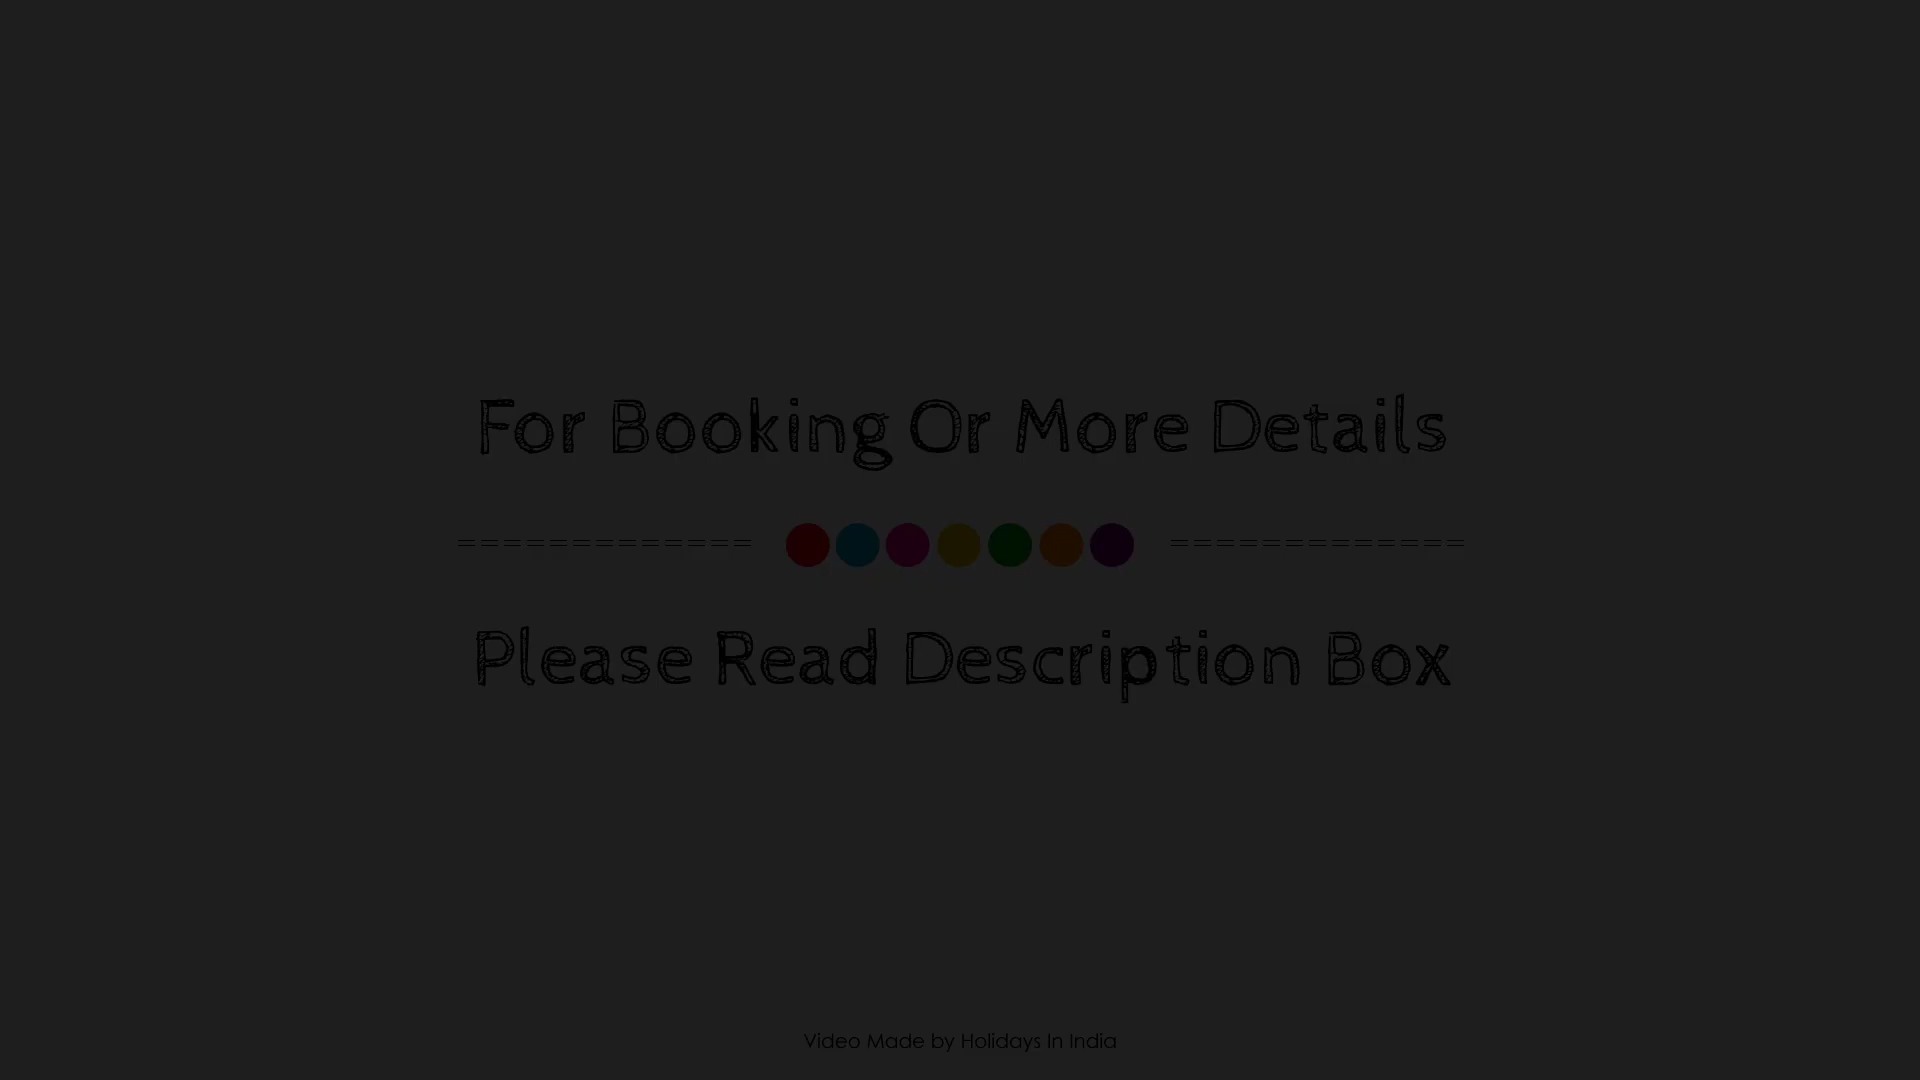 For Booking Or More Details
============= =============
Please Read Description Box
Video Made by Holidays In India